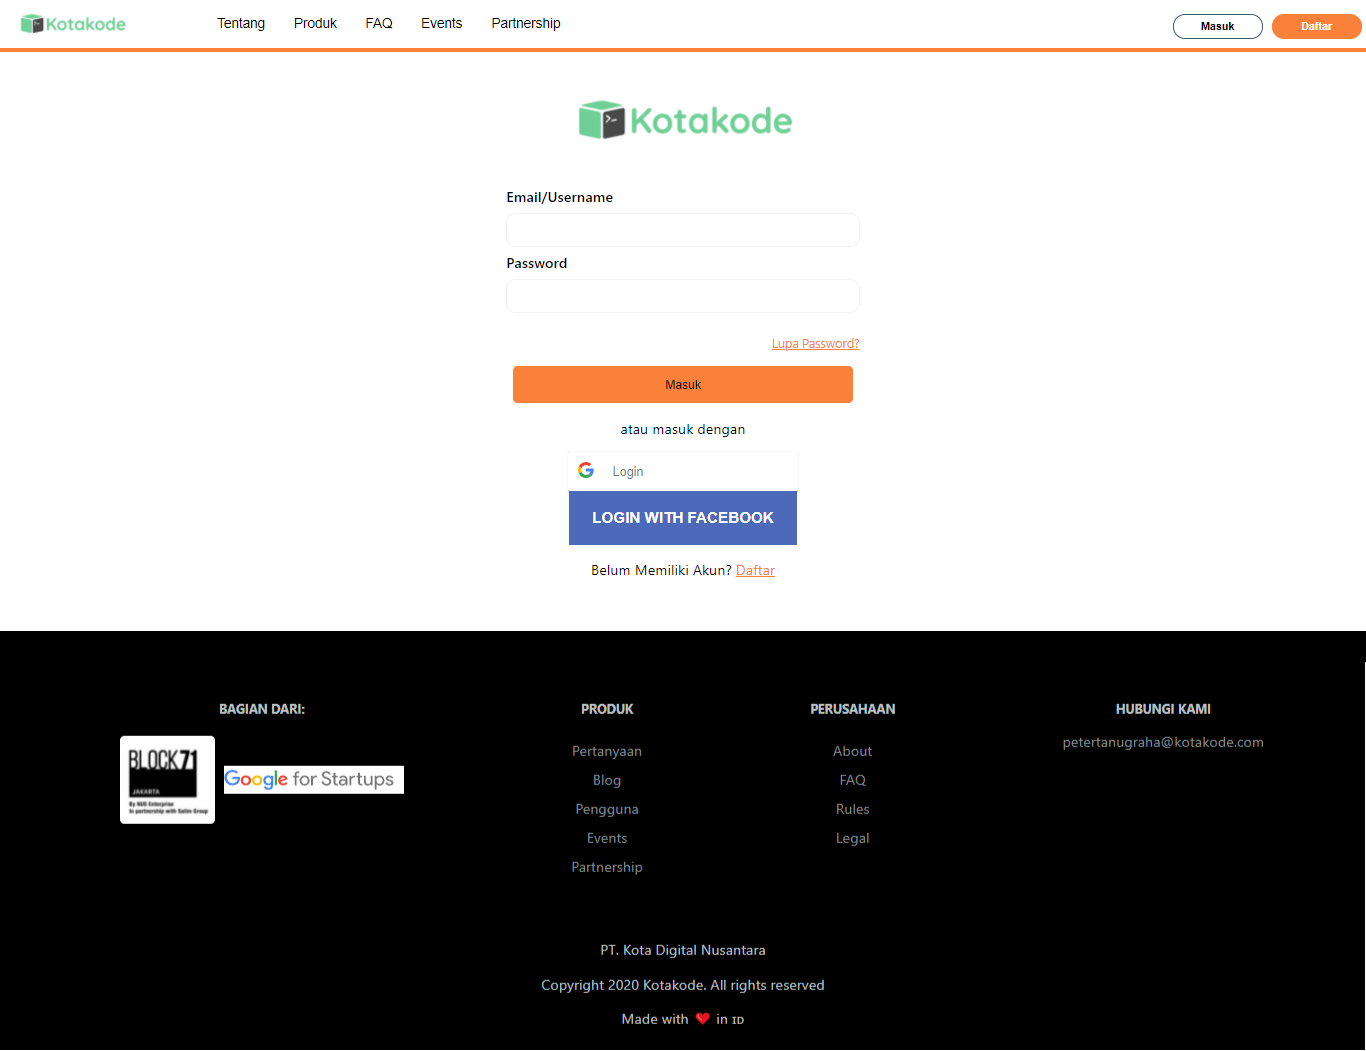 Kotakode
Tentang Produk FAQ Events Partnership
Masuk Daftar
>_ Kotakode
Email/Username
Password
Lupa Password?
Masuk
atau masuk dengan
Login
LOGIN WITH FACEBOOK
Belum Memiliki Akun? Daftar
BAGIAN DARI:
BLOCK71
JAKARTA
By NUS Enterprise
In partnership with Salim Group
Google for Startups
PRODUK
Pertanyaan
Blog
Pengguna
Events
Partnership
PERUSAHAAN
About
FAQ
Rules
Legal
HUBUNGI KAMI
petertanugraha@kotakode.com
PT. Kota Digital Nusantara
Copyright 2020 Kotakode. All rights reserved
Made with ❤ in ID